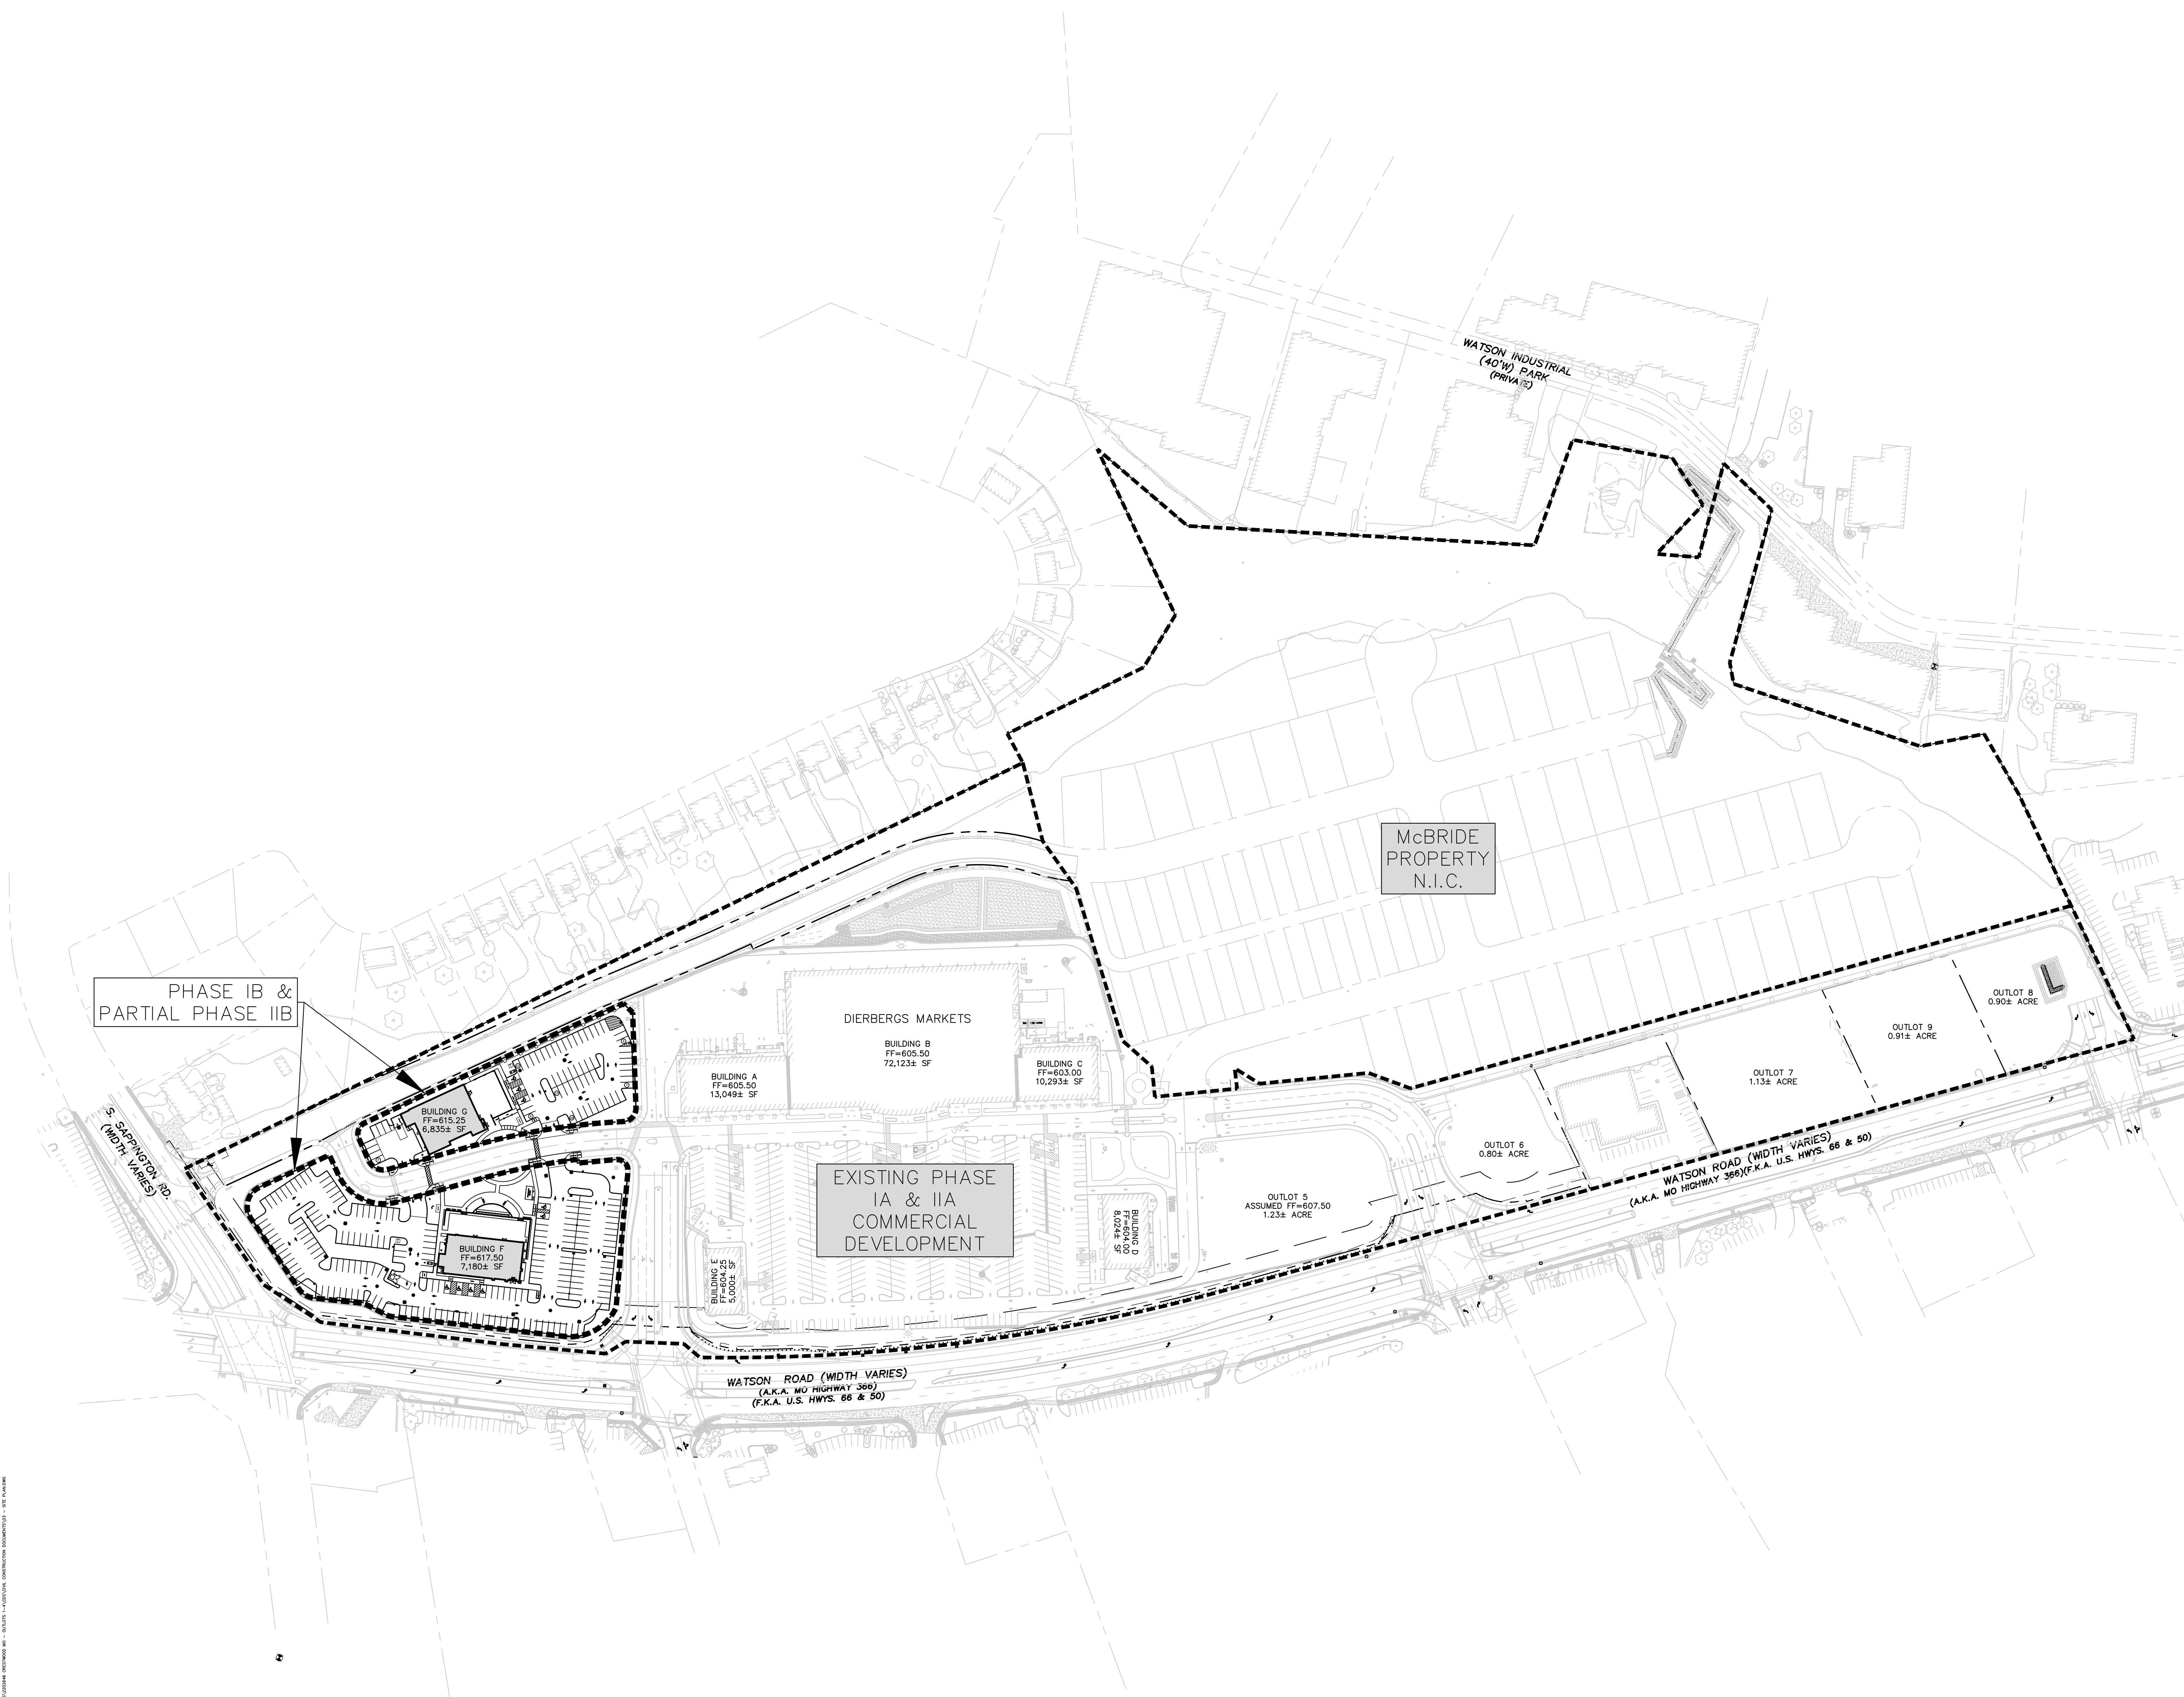 WATSON INDUSTRIAL
(40'W) PARK
(PRIVATE)
McBRIDE
PROPERTY
N.I.C.
PHASE IB &
PARTIAL PHASE IIB
S. SAPPINGTON RD.
(WIDTH VARIES)
BUILDING G
FF=615.25
6,835± SF
BUILDING F
FF=617.50
7,180± SF
DIERBERGS MARKETS
BUILDING B
FF=605.50
72,123± SF
BUILDING A
FF=605.50
13,049± SF
BUILDING C
FF=603.00
10,293± SF
EXISTING PHASE
IA & IIA
COMMERCIAL
DEVELOPMENT
BUILDING E
FF=604.25
5,000± SF
BUILDING D
FF=604.00
8,024± SF
OUTLOT 5
ASSUMED FF=607.50
1.23± ACRE
OUTLOT 6
0.80± ACRE
OUTLOT 7
1.13± ACRE
OUTLOT 9
0.91± ACRE
OUTLOT 8
0.90± ACRE
WATSON ROAD (WIDTH VARIES)
(A.K.A. MO HIGHWAY 366)(F.K.A. U.S. HWYS. 66 & 50)
WATSON ROAD (WIDTH VARIES)
(A.K.A. MO HIGHWAY 366)
(F.K.A. U.S. HWYS. 66 & 50)